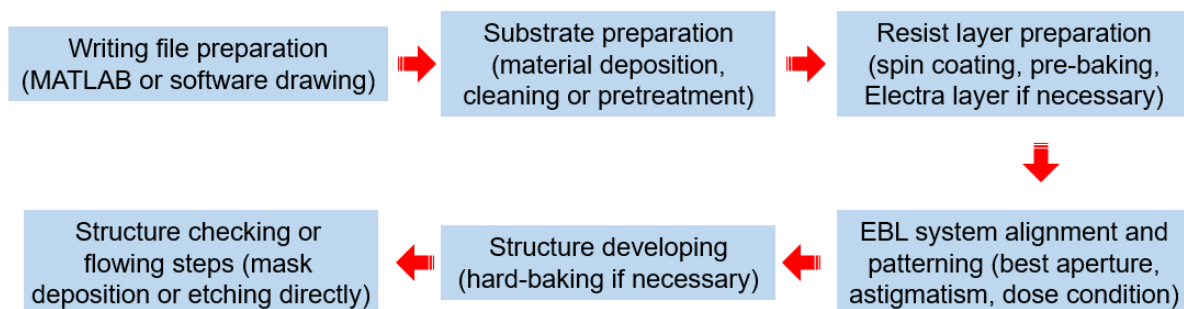 Writing file preparation
(MATLAB or software drawing)
Substrate preparation
(material deposition,
cleaning or pretreatment)
Resist layer preparation
(spin coating, pre-baking,
Electra layer if necessary)
EBL system alignment and
patterning (best aperture,
astigmatism, dose condition)
Structure developing
(hard-baking if necessary)
Structure checking or
flowing steps (mask
deposition or etching directly)